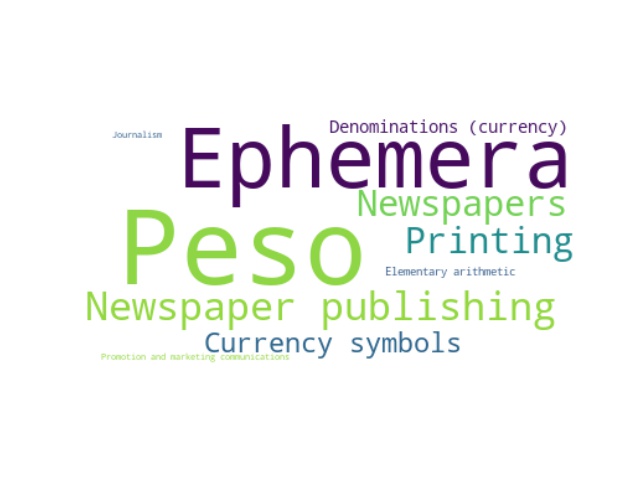 Denominations (currency)
Journalism
Ephemera
Newspapers
Peso
Printing
Elementary arithmetic
Newspaper publishing
Currency symbols
Promotion and marketing communications